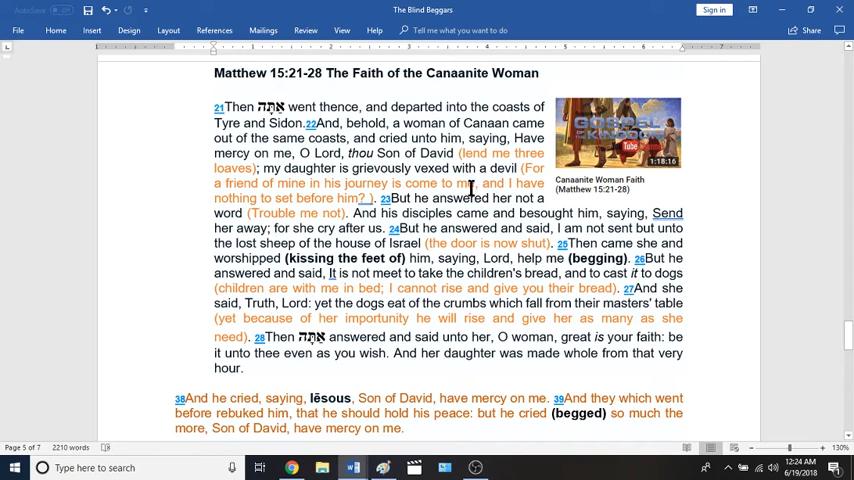 AutoSave
The Blind Beggars
Sign in
File Home Insert Draw Design Layout References Mailings Review View Help Tell me what you want to do Share
Matthew 15:21-28 The Faith of the Canaanite Woman
21Then אַתָּה went thence, and departed into the coasts of
Tyre and Sidon.22And, behold, a woman of Canaan came
out of the same coasts, and cried unto him, saying, Have
mercy on me, O Lord, thou Son of David (lend me three
loaves); my daughter is grievously vexed with a devil (For
a friend of mine in his journey is come to me, and I have
nothing to set before him? ). 23But he answered her not a
word (Trouble me not). And his disciples came and besought him, saying, Send
her away; for she cry after us. 24But he answered and said, I am not sent but unto
the lost sheep of the house of Israel (the door is now shut). 25Then came she and
worshipped (kissing the feet of) him, saying, Lord, help me (begging). 26But he
answered and said, It is not meet to take the children's bread, and to cast it to dogs
(children are with me in bed; I cannot rise and give you their bread). 27And she
said, Truth, Lord: yet the dogs eat of the crumbs which fall from their masters' table
(yet because of her importunity he will rise and give her as many as she
need). 28Then אַתָּה answered and said unto her, O woman, great is your faith: be
it unto thee even as you wish. And her daughter was made whole from that very
hour.
GOSPEL
OF THE
KINGDOM
You Tube
1:18:16
Canaanite Woman Faith
(Matthew 15:21-28)
38And he cried, saying, Iēsous, Son of David, have mercy on me. 39And they which went
before rebuked him, that he should hold his peace: but he cried (begged) so much the
more, Son of David, have mercy on me.
Page 5 of 7 2210 words
130%
Type here to search
12:24 AM
6/19/2018